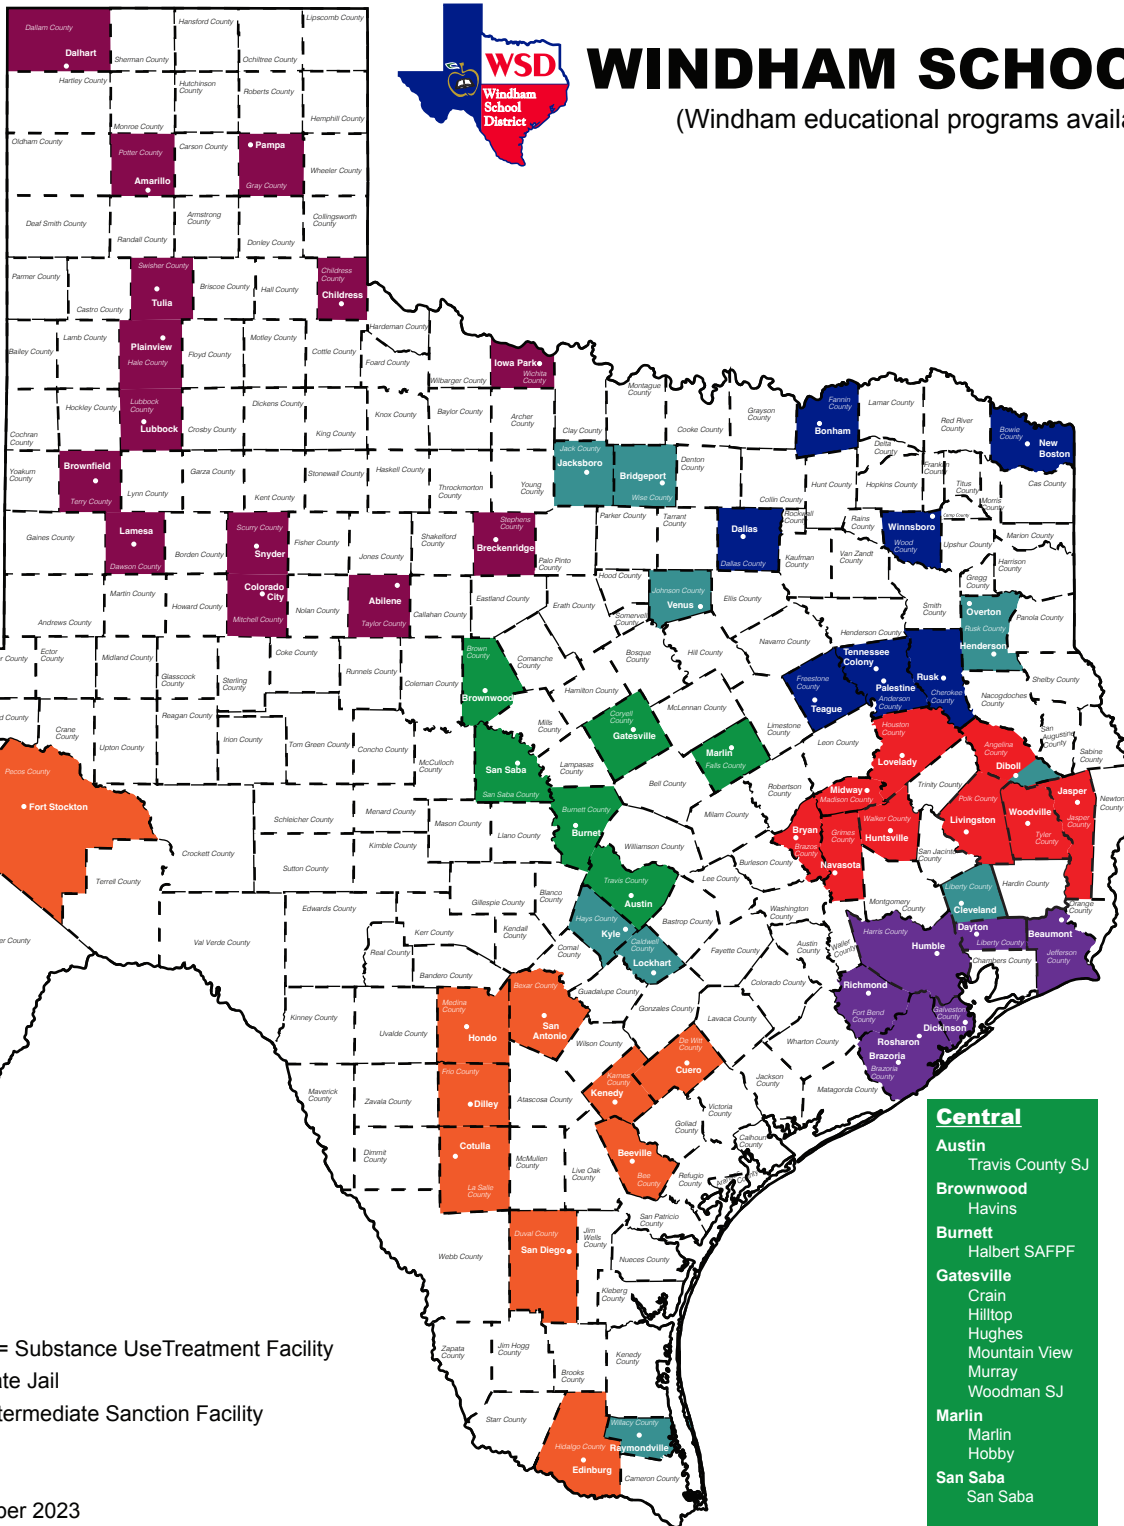 WINDHAM SCHOO
(Windham educational programs availa
WSD
Windham
School
District
Dallam County
Dalhart
Sherman County
Hansford County
Ochiltree County
Lipscomb County
Hartley County
Hutchinson
County
Roberts County
Hemphill County
Monroe County
Oldham County
Potter County
Amarillo
Carson County
Pampa
Gray County
Wheeler County
Deaf Smith County
Randall County
Armstrong
County
Donley County
Collingsworth
County
Parmer County
Castro County
Swisher County
Tulia
Briscoe County
Hall County
Childress
County
Childress
Bailey County
Lamb County
Plainview
Hale County
Floyd County
Motley County
Cottle County
Hardeman County
Foard County
Wilbarger County
Iowa Park
Wichita
County
Cochran
County
Hockley County
Lubbock
County
Lubbock
Crosby County
Dickens County
King County
Knox County
Baylor County
Archer
County
Clay County
Montague
County
Cooke County
Grayson
County
Fannin
County
Bonham
Lamar County
Red River
County
Bowie
County
New
Boston
Yoakum
County
Brownfield
Terry County
Lynn County
Garza County
Kent County
Stonewall County
Haskell County
Throckmorton
County
Young
County
Jack County
Jacksboro
Bridgeport
Wise County
Denton
County
Collin County
Hunt County
Delta
County
Hopkins County
Franklin
County
Titus
County
Morris
County
Cass County
Camp County
Gaines County
Lamesa
Dawson County
Borden County
Scurry County
Snyder
Fisher County
Jones County
Shakelford
County
Stephens
County
Breckenridge
Palo Pinto
County
Parker County
Tarrant
County
Dallas
Dallas County
Rockwall
County
Kaufman
County
Rains
County
Van Zandt
County
Winnsboro
Wood
County
Upshur County
Marion County
Harrison
County
Gregg
County
Andrews County
Martin County
Howard County
Colorado
City
Mitchell County
Nolan County
Abilene
Taylor County
Callahan County
Eastland County
Erath County
Hood County
Somervell
County
Johnson County
Venus
Ellis County
Navarro County
Henderson County
Smith
County
Overton
Rusk County
Henderson
Panola County
r County
Ector
County
Midland County
Glasscock
County
Sterling
County
Coke County
Runnels County
Coleman County
Brown
County
Brownwood
Comanche
County
Hamilton County
Bosque
County
Hill County
Freestone
County
Teague
Tennessee
Colony
Palestine
Anderson
County
Rusk
Cherokee
County
Nacogdoches
County
Shelby County
d County
Crane
County
Upton County
Reagan County
Irion County
Tom Green County
Concho County
McCulloch
County
San Saba
San Saba County
Mills
County
Lampasas
County
Coryell
County
Gatesville
McLennan County
Marlin
Falls County
Limestone
County
Leon County
Houston
County
Lovelady
Angelina
County
Diboll
San
Augustine
County
Sabine
County
Pecos County
Fort Stockton
Terrell County
Crockett County
Schleicher County
Sutton County
Menard County
Kimble County
Mason County
Llano County
Burnett County
Burnet
Bell County
Williamson
County
Milam County
Robertson
County
Midway
Madison County
Trinity County
Polk County
Livingston
Woodville
Tyler
County
Jasper
Jasper
County
Newton
County
Bryan
Brazos
County
Grimes
County
Navasota
Walker County
Huntsville
San Jacinto
County
Hardin County
Burleson County
Lee County
Travis County
Austin
Blanco
County
Gillespie County
Edwards County
Val Verde County
er County
Real County
Kerr County
Kendall
County
Bandero County
Comal
County
Hays County
Kyle
Caldwell
County
Lockhart
Bastrop County
Fayette County
Washington
County
Austin
County
Waller
County
Montgomery
County
Liberty County
Cleveland
Orange
County
Harris County
Humble
Dayton
Liberty County
Beaumont
Jefferson
County
Chambers County
Kinney County
Uvalde County
Medina
County
Hondo
Bexar County
San
Antonio
Guadalupe County
Wilson County
Gonzales County
Lavaca County
Colorado County
Wharton County
Richmond
Fort Bend
County
Galveston
County
Dickinson
Rosharon
Brazoria
Brazoria
County
Maverick
County
Zavala County
Frio County
Dilley
Atascosa County
Karnes
County
Kenedy
De Witt
County
Cuero
Victoria
County
Jackson
County
Matagorda County
Goliad
County
Calhoun
County
Dimmit
County
Cotulla
La Salle
County
McMullen
County
Live Oak
County
Beeville
Bee
County
Refugio
County
Aransas County
Webb County
Duval County
San Diego
Jim
Wells
County
San Patricio
County
Nueces County
Kleberg
County
Zapata
County
Jim Hogg
County
Brooks
County
Kenedy
County
Starr County
Hidalgo County
Edinburg
Willacy County
Raymondville
Cameron County
= Substance UseTreatment Facility
ate Jail
termediate Sanction Facility
ber 2023
Central
Austin
Travis County SJ
Brownwood
Havins
Burnett
Halbert SAFPF
Gatesville
Crain
Hilltop
Hughes
Mountain View
Murray
Woodman SJ
Marlin
Marlin
Hobby
San Saba
San Saba